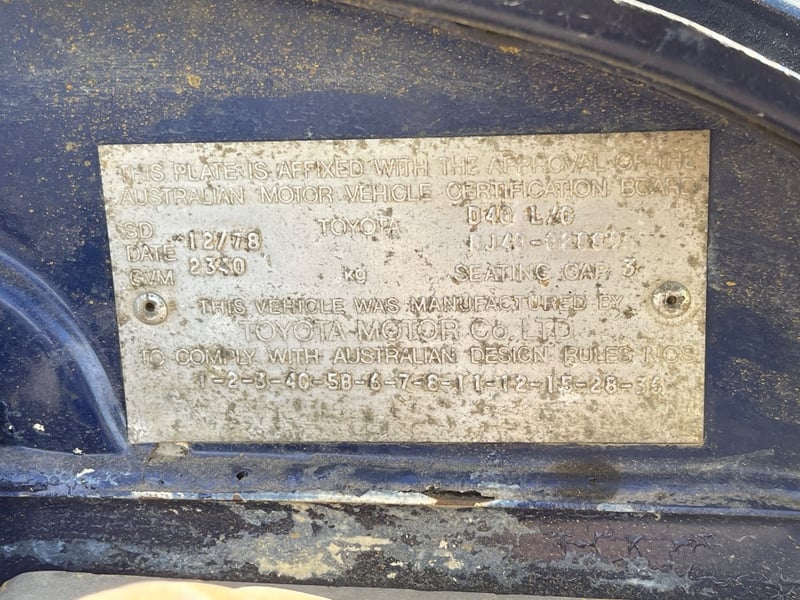 THIS PLATE IS AFFIXED WITH THE APPROVAL OF THE
AUSTRALIAN MOTOR VEHICLE CERTIFICATION BOARD
SD TOYOTA D40 L/C
DATE 12/78
GVM 2340 kg SEATING CAP 3
THIS VEHICLE WAS MANUFACTURED BY
TOYOTA MOTOR Co. LTD
TO COMPLY WITH AUSTRALIAN DESIGN RULES NOS
1-2-3-4C-5B-6-7-8-11-12-15-28-36